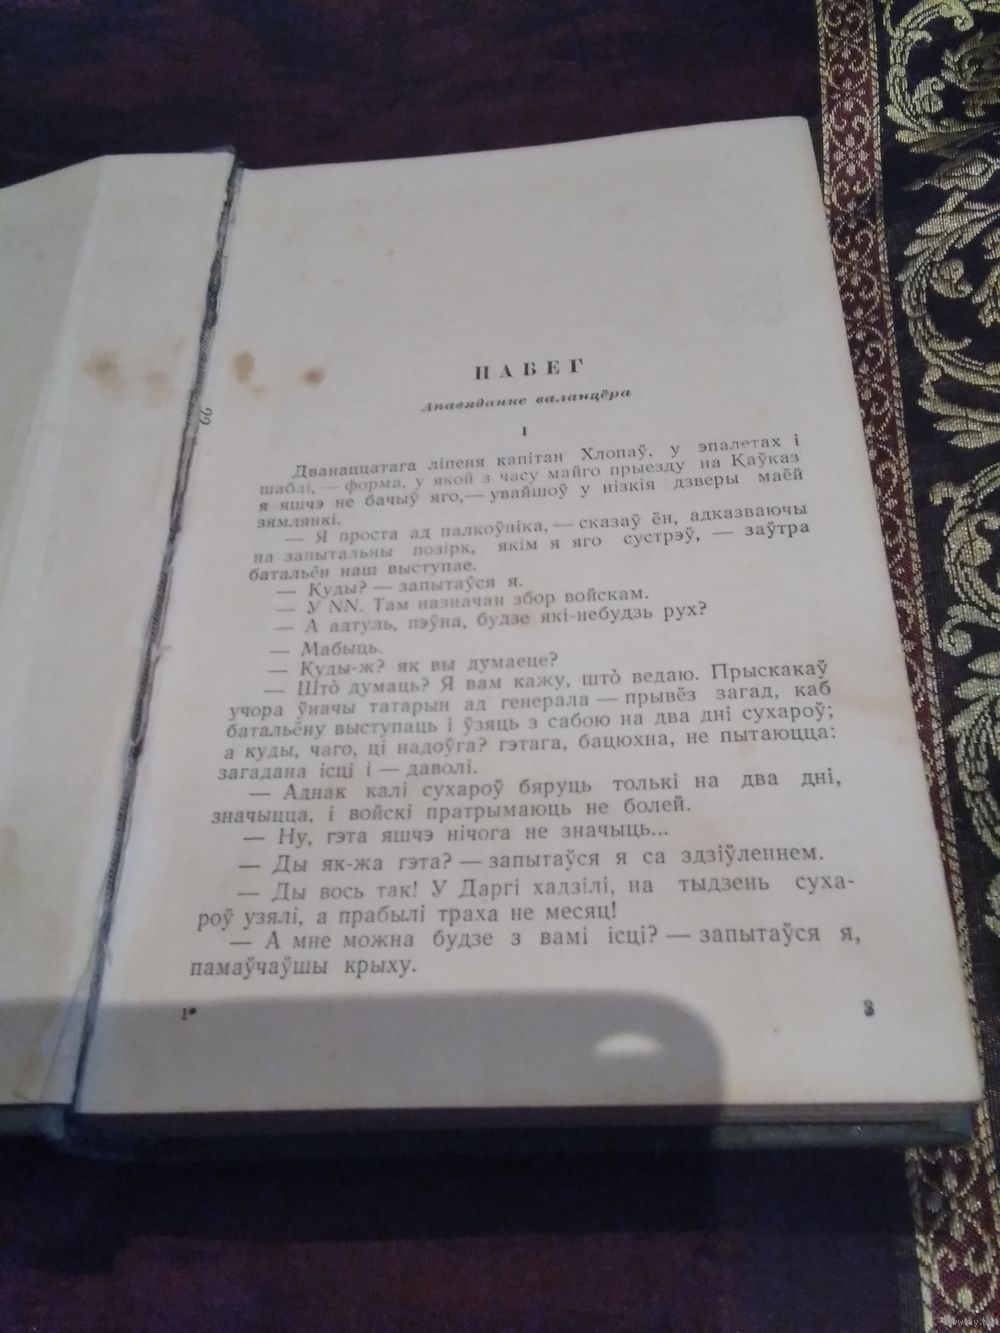 НАБЕГ
Апавяданне валанцёра
I
Дванаццатага ліпеня капітан Хлопаў, у эпалетах і
шаблі, — форма, у якой з часу майго прыезду на Каўказ
я яшчэ не бачыў яго, — увайшоў у нізкія дзверы маёй
зямлянкі.
— Я проста ад палкоўніка, — сказаў ён, адказваючы
на запытальны позірк, якім я яго сустрэў, — заўтра
батальён наш выступае.
— Куды? — запытаўся я.
— У NN. Там назначан збор войскам.
— А адтуль, пэўна, будзе які-небудзь рух?
— Мабыць.
— Куды-ж? як вы думаеце?
— Што̀ думаць? Я вам кажу, што̀ ведаю. Прыскакаў
учора ўначы татарын ад генерала — прывёз загад, каб
батальёну выступаць і ўзяць з сабою на два дні сухароў;
а куды, чаго, ці надоўга? гэтага, бацюхна, не пытаюцца:
загадана ісці і — даволі.
— Аднак калі сухароў бяруць толькі на два дні,
значыцца, і войскі пратрымаюць не болей.
— Ну, гэта яшчэ нічога не значыць...
— Ды як-жа гэта? — запытаўся я са здзіўленнем.
— Ды вось так! У Даргі хадзілі, на тыдзень суха-
роў узялі, а прабылі траха не месяц!
— А мне можна будзе з вамі ісці? — запытаўся я,
памаўчаўшы крыху.
1*
3